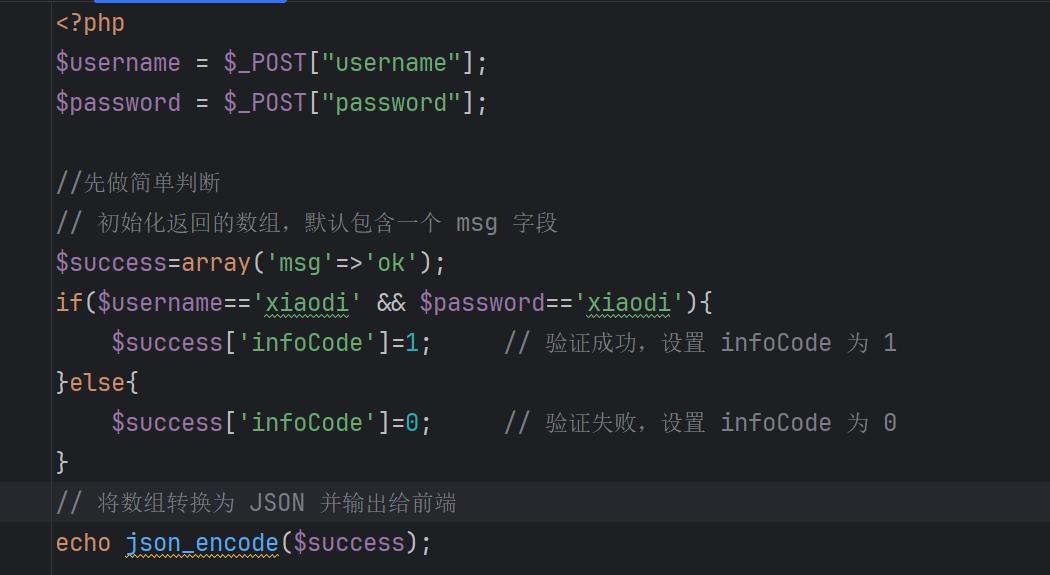 <?php
$username = $_POST["username"];
$password = $_POST["password"];
//先做简单判断
// 初始化返回的数组，默认包含一个 msg 字段
$success=array('msg'=>'ok');
if($username=='xiaodi' && $password=='xiaodi'){
    $success['infoCode']=1;     // 验证成功，设置 infoCode 为 1
}else{
    $success['infoCode']=0;     // 验证失败，设置 infoCode 为 0
}
// 将数组转换为 JSON 并输出给前端
echo json_encode($success);